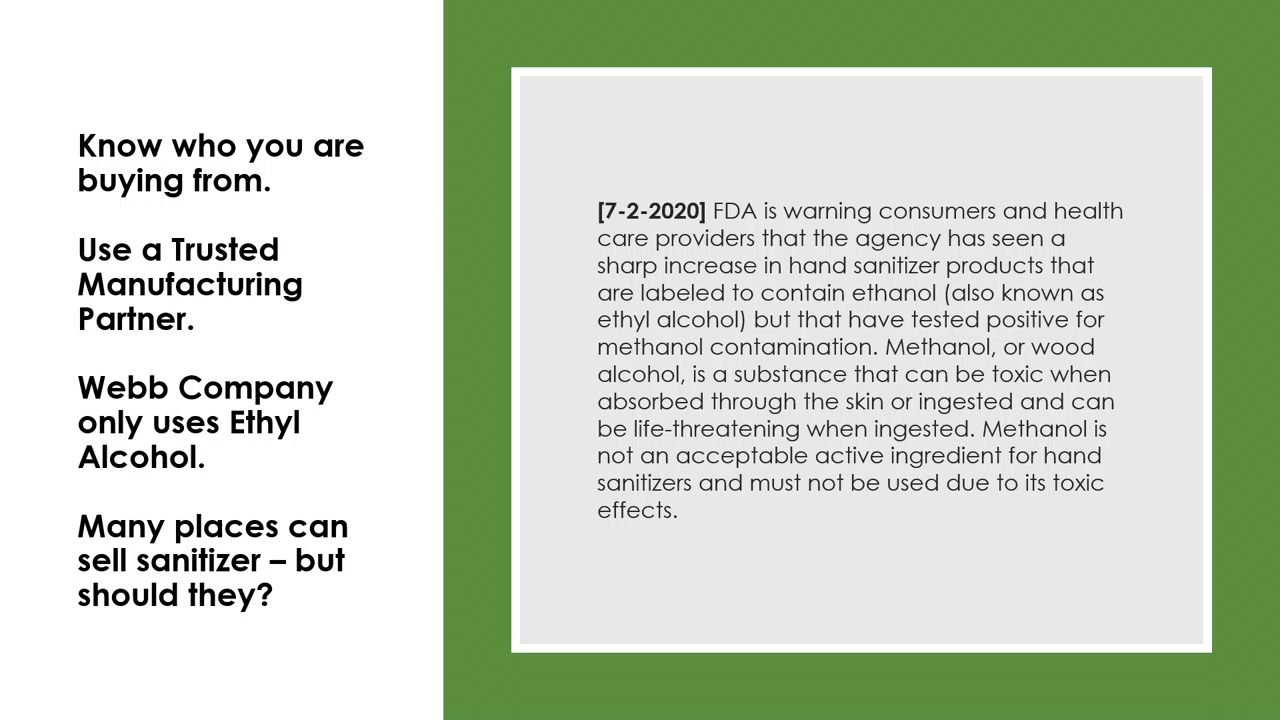 Know who you are
buying from.
Use a Trusted
Manufacturing
Partner.
Webb Company
only uses Ethyl
Alcohol.
Many places can
sell sanitizer – but
should they?
[7-2-2020] FDA is warning consumers and health
care providers that the agency has seen a
sharp increase in hand sanitizer products that
are labeled to contain ethanol (also known as
ethyl alcohol) but that have tested positive for
methanol contamination. Methanol, or wood
alcohol, is a substance that can be toxic when
absorbed through the skin or ingested and can
be life-threatening when ingested. Methanol is
not an acceptable active ingredient for hand
sanitizers and must not be used due to its toxic
effects.